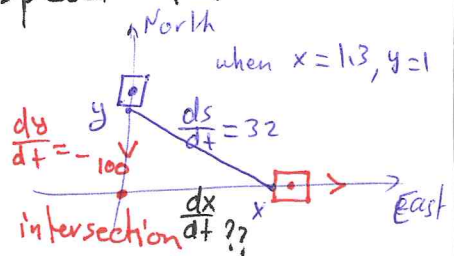 North
when x = 1.3, y = 1
y
ds/dt = 32
dy/dt = -100
x
East
intersection
dx/dt ??